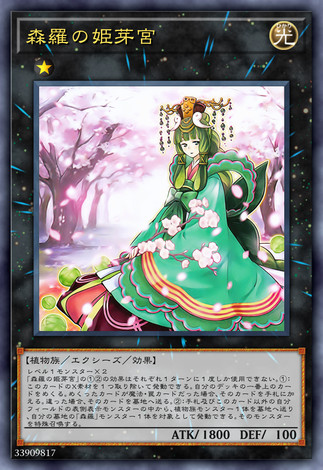 森羅の姫芽宮
光
【植物族/エクシーズ/効果】
レベル1モンスター×2
「森羅の姫芽宮」の①②の効果はそれぞれ1ターンに1度しか使用できない。①:
このカードのX素材を1つ取り除いて発動できる。自分のデッキの一番上のカー
ドをめくる。めくったカードが魔法・罠カードだった場合、そのカードを手札に加
える。違った場合、そのカードを墓地へ送る。②:手札及びこのカード以外の自分
フィールドの表側表示モンスターの中から、植物族モンスター1体を墓地へ送り
、自分の墓地の「森羅」モンスター1体を対象として発動できる。そのモンスター
を特殊召喚する。
ATK/1800 DEF/ 100
33909817